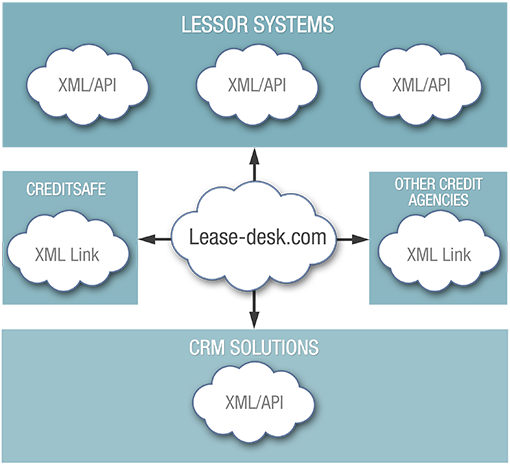 LESSOR SYSTEMS
XML/API
XML/API
XML/API
CREDITSAFE
XML Link
Lease-desk.com
OTHER CREDIT
AGENCIES
XML Link
CRM SOLUTIONS
XML/API